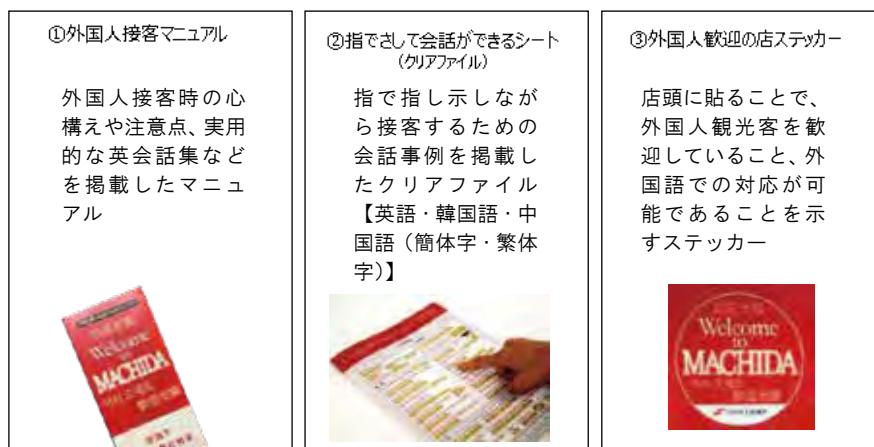 ①外国人接客マニュアル
外国人接客時の心
構えや注意点、実用
的な英会話集など
を掲載したマニュ
アル
Welcome
to
MACHIDA
②指でさして会話ができるシート
(クリアファイル)
指で指し示しなが
ら接客するための
会話事例を掲載し
たクリアファイル
【英語・韓国語・中
国語（簡体字・繁体
字）】
③外国人歓迎の店ステッカー
店頭に貼ることで、
外国人観光客を歓
迎していること、外
国語での対応が可
能であることを示
すステッカー
Welcome
to
MACHIDA